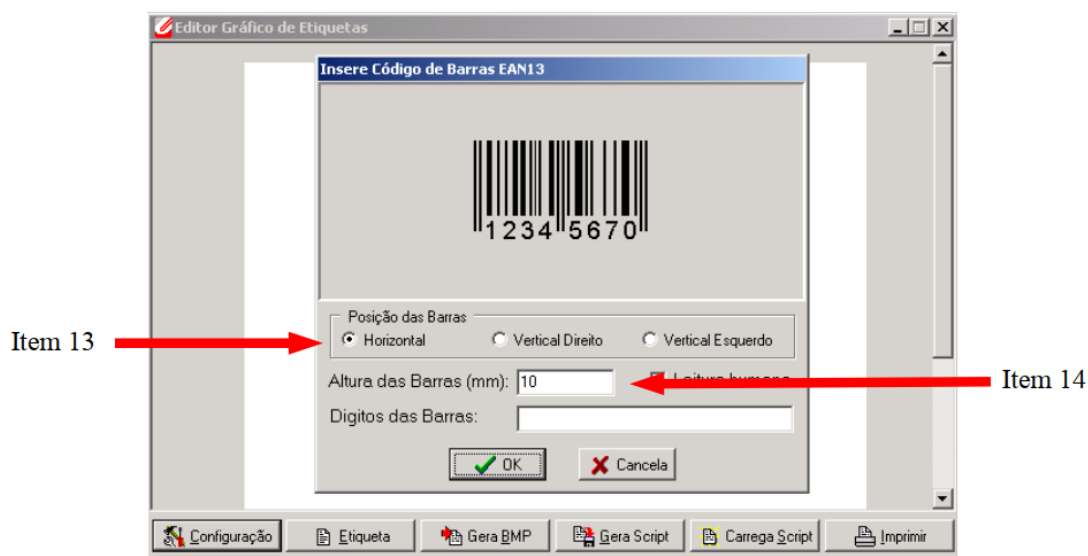 Editor Gráfico de Etiquetas
Insere Código de Barras EAN13
1234 5670
Posição das Barras
Horizontal Vertical Direito Vertical Esquerdo
Item 13
Altura das Barras (mm): 10 Leitura humana
Item 14
Digitos das Barras:
OK Cancela
Configuração Etiqueta Gera BMP Gera Script Carrega Script Imprimir